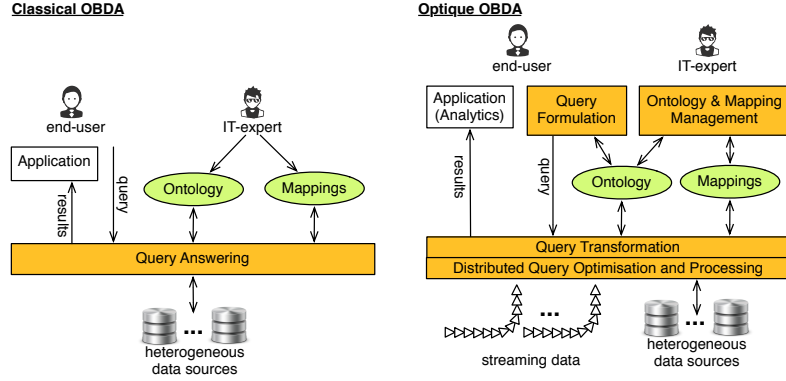 Classical OBDA
end-user
IT-expert
Application
results
query
Ontology
Mappings
Query Answering
...
heterogeneous
data sources
Optique OBDA
end-user
IT-expert
Application
(Analytics)
Query
Formulation
Ontology & Mapping
Management
results
query
Ontology
Mappings
Query Transformation
Distributed Query Optimisation and Processing
...
...
streaming data
heterogeneous
data sources